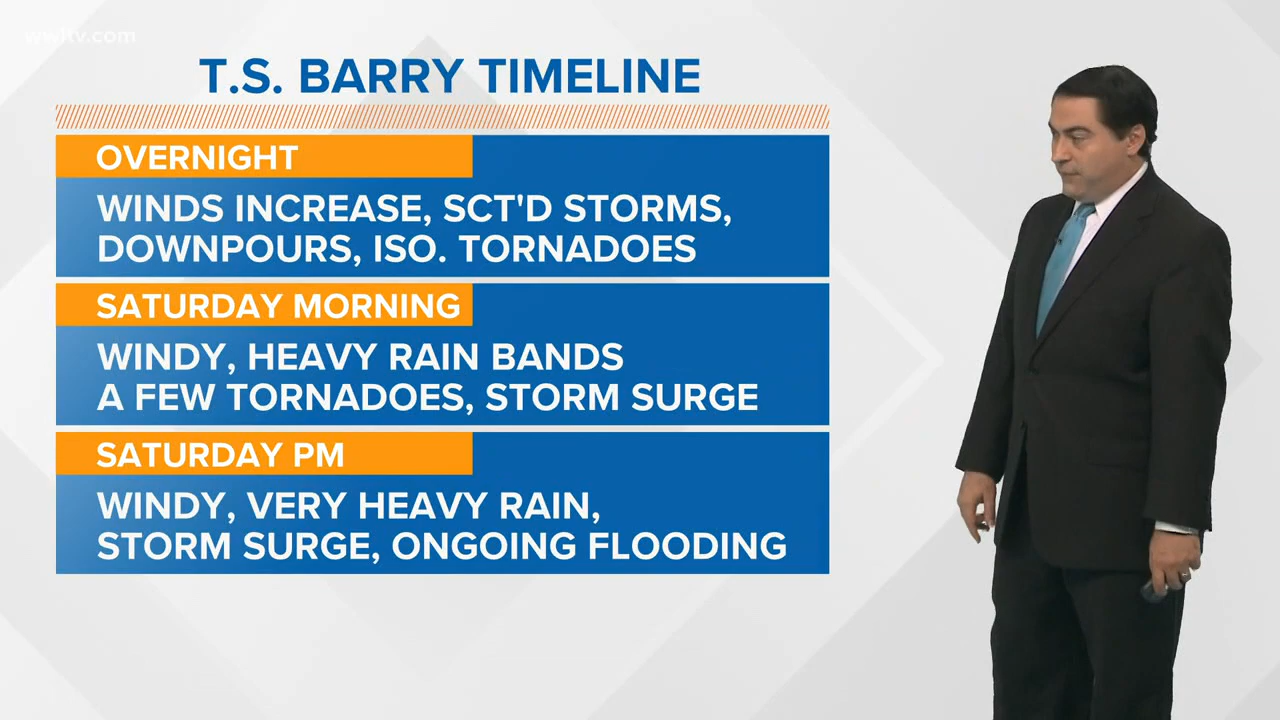 wwltv.com
T.S. BARRY TIMELINE
OVERNIGHT
WINDS INCREASE, SCT'D STORMS,
DOWNPOURS, ISO. TORNADOES
SATURDAY MORNING
WINDY, HEAVY RAIN BANDS
A FEW TORNADOES, STORM SURGE
SATURDAY PM
WINDY, VERY HEAVY RAIN,
STORM SURGE, ONGOING FLOODING